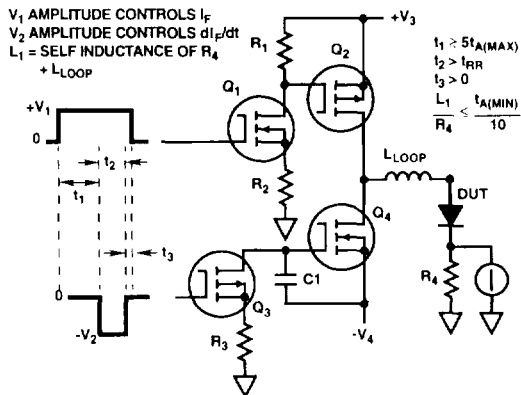 V1 AMPLITUDE CONTROLS IF
V2 AMPLITUDE CONTROLS dIF/dt
L1 = SELF INDUCTANCE OF R4
+ LLOOP
+V1
0
t2
t1
t3
0
-V2
R1
Q1
R2
Q2
+V3
Q3
R3
C1
Q4
-V4
LLOOP
DUT
R4
t1 ≥ 5tA(MAX)
t2 > tRR
t3 > 0
L1/R4 ≤ tA(MIN)/10